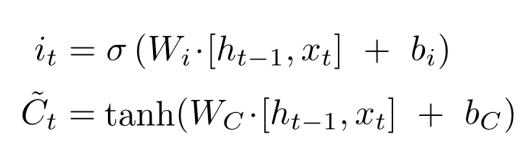 i_t = σ (W_i·[h_{t−1}, x_t] + b_i)
C̃_t = tanh(W_C·[h_{t−1}, x_t] + b_C)